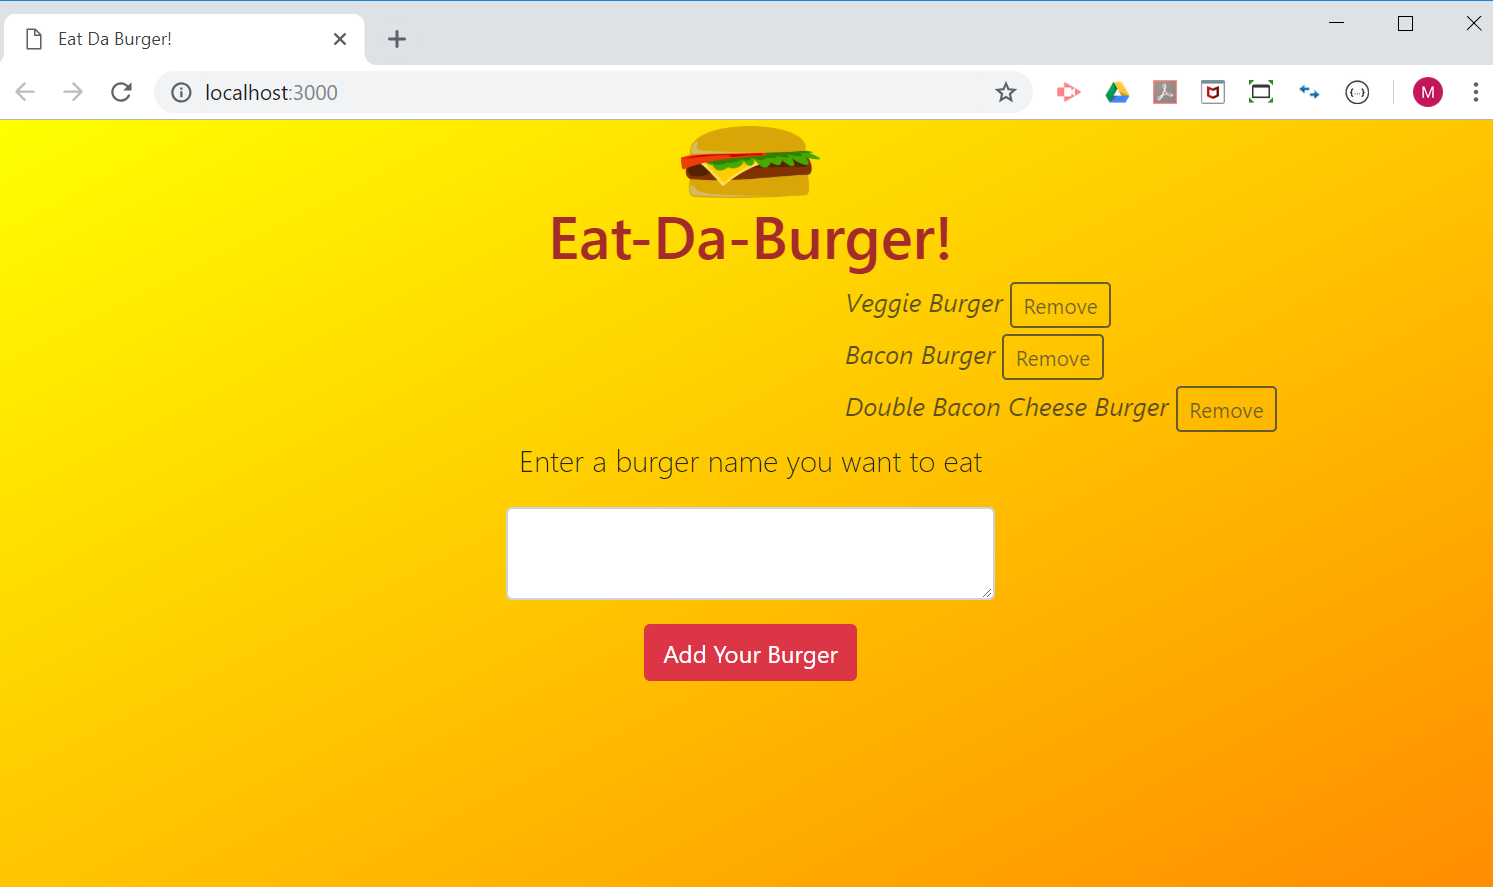 Eat Da Burger!
localhost:3000
M
Eat-Da-Burger!
Veggie Burger Remove
Bacon Burger Remove
Double Bacon Cheese Burger Remove
Enter a burger name you want to eat
Add Your Burger